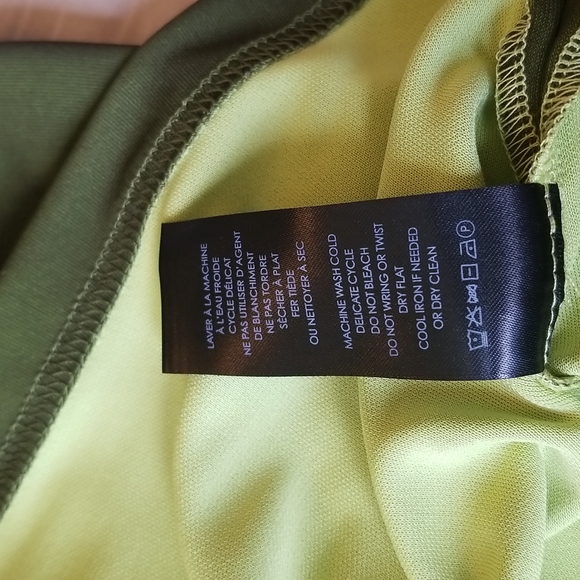 LAVER À LA MACHINE
À L'EAU FROIDE
CYCLE DÉLICAT
NE PAS UTILISER D'AGENT
DE BLANCHIMENT
NE PAS TORDRE
SÉCHER À PLAT
FER TIÈDE
OU NETTOYER À SEC
MACHINE WASH COLD
DELICATE CYCLE
DO NOT BLEACH
DO NOT WRING OR TWIST
DRY FLAT
COOL IRON IF NEEDED
OR DRY CLEAN
P